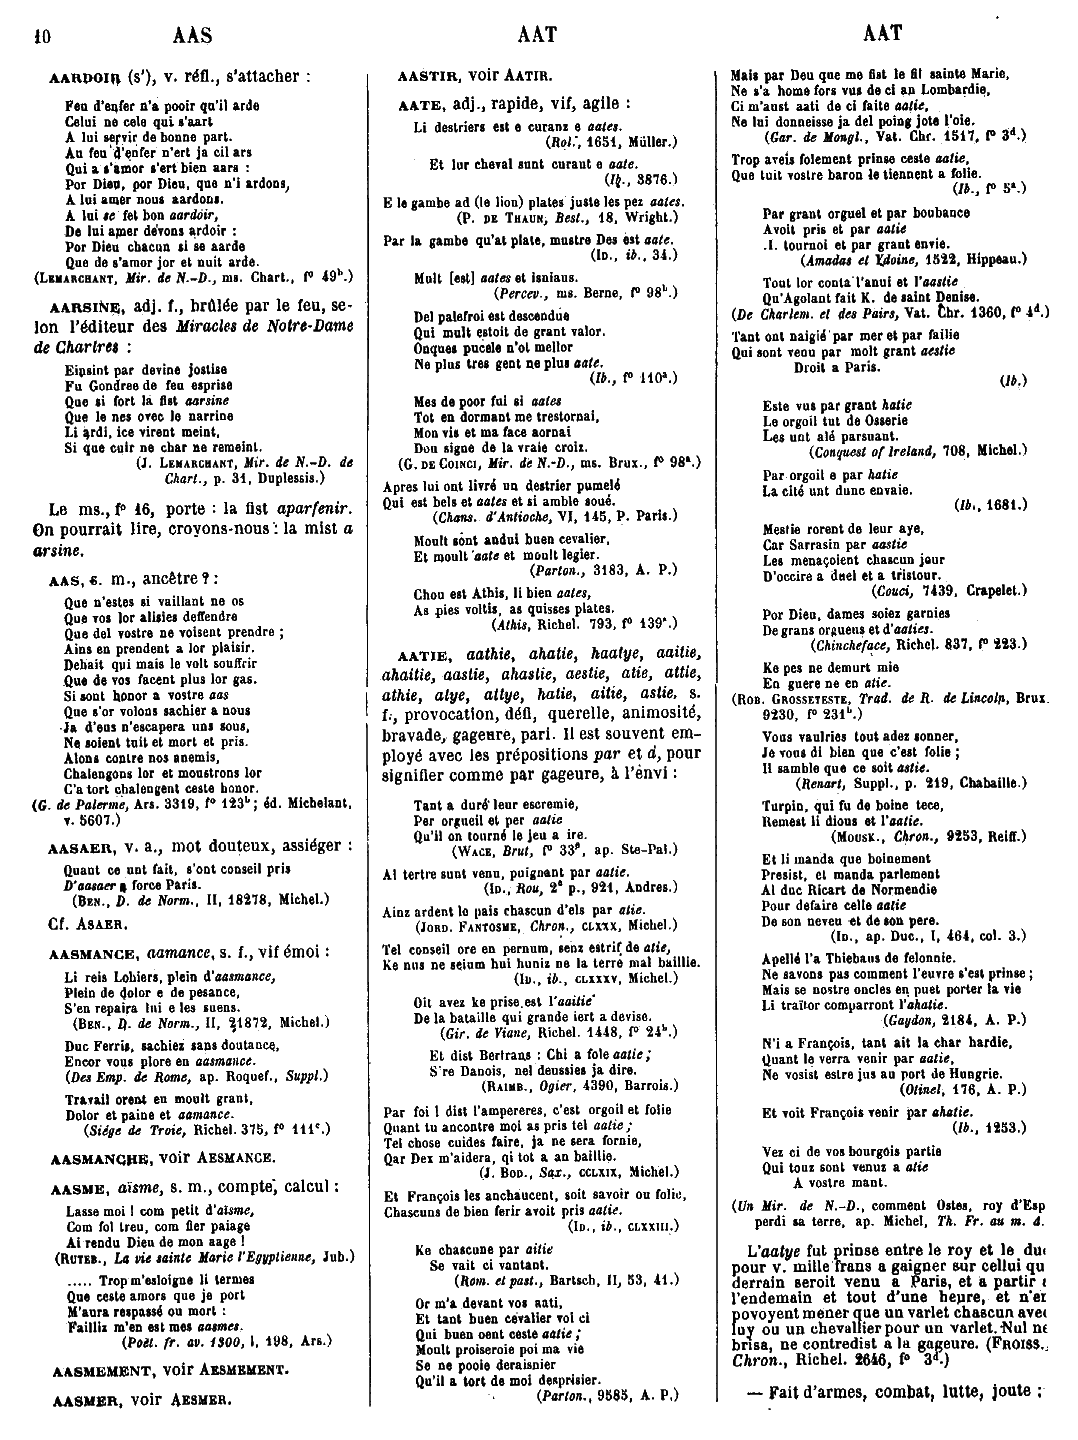 10 AAS AAT AAT
AARDOIR (s'), v. réfl., s'attacher :
Feu d'enfer n'a pooir qu'il arde
Celui ne cele qui s'aart
A lui servir de bonne part.
Au feu d'enfer n'ert ja cil ars
Qui a s'amor s'ert bien aars :
Por Dieu, por Dieu, que n'i ardons,
A lui amer nous aardons.
A lui se fet bon aardoir,
De lui amer devons ardoir :
Por Dieu chacun si se aarde
Que de s'amor jor et nuit arde.
(LEMARCHANT, Mir. de N.-D., ms. Chart., f° 49b.)
AARSINE, adj. f., brûlée par le feu, se-
lon l'éditeur des Miracles de Notre-Dame
de Chartres :
Eipsint par devine jostise
Fu Gondree de feu esprise
Que si fort la fist aarsine
Que le nes ovec le narrine
Li ardi, ice virent meint,
Si que cuir ne char ne remeint.
(J. LEMARCHANT, Mir. de N.-D. de
Chart., p. 31, Duplessis.)
Le ms., f° 16, porte : la fist aparfenir.
On pourrait lire, croyons-nous : la mist a
arsine.
AAS, s. m., ancêtre ? :
Que n'estes si vaillant ne os
Que vos lor alisies deffendre
Que del vostre ne voisent prendre ;
Ains en prendent a lor plaisir.
Dehait qui mais le volt souffrir
Que de vos facent plus lor gas.
Si sont honor a vostre aas
Que s'or volons sachier a nous
Ja d'eus n'escapera uns sous,
Ne soient tuit et mort et pris.
Alons contre nos anemis,
Chalengons lor et moustrons lor
C'a tort chalengent ceste honor.
(G. de Palerme, Ars. 3319, f° 123b ; éd. Michelant,
v. 5607.)
AASAER, v. a., mot douteux, assiéger :
Quant ce unt fait, s'ont conseil pris
D'aasaer a force Paris.
(BEN., D. de Norm., II, 18278, Michel.)
Cf. ASAER.
AASMANCE, aamance, s. f., vif émoi :
Li reis Lohiers, plein d'aasmance,
Plein de dolor e de pesance,
S'en repaira lui e les suens.
(BEN., D. de Norm., II, 21872, Michel.)
Duc Ferris, sachiez sans doutance,
Encor vous plore en aasmance.
(Des Emp. de Rome, ap. Roquef., Suppl.)
Travail orent en moult grant,
Dolor et paine et aamance.
(Siége de Troie, Richel. 375, f° 111c.)
AASMANCHE, voir AESMANCE.
AASME, aïsme, s. m., compte, calcul :
Lasse moi ! com petit d'aïsme,
Com fol treu, com fier paiage
Ai rendu Dieu de mon aage !
(RUTEB., La vie sainte Marie l'Egyptienne, Jub.)
..... Trop m'esloigne li termes
Que ceste amors que je port
M'aura respassé ou mort :
Failliz m'en est mes aasmes.
(Poët. fr. av. 1300, I, 198, Ars.)
AASMEMENT, voir AESMEMENT.
AASMER, voir AESMER.
AASTIR, voir AATIR.
AATE, adj., rapide, vif, agile :
Li destriers est e curanz e aates.
(Rol., 1651, Müller.)
Et lor cheval sunt curaut e aate.
(Ib., 3876.)
E le gambe ad (le lion) plates juste les pez aates.
(P. DE THAUN, Best., 18, Wright.)
Par la gambe qu'at plate, mustre Des est aate.
(ID., ib., 34.)
Mult [est] aates et isniaus.
(Percev., ms. Berne, f° 98b.)
Del palefroi est descendue
Qui mult estoit de grant valor.
Onques pucele n'ot mellor
Ne plus tres gent ne plus aate.
(Ib., f° 110a.)
Mes de poor fui si aates
Tot en dormant me trestornai,
Mon vis et ma face aornai
Dou signe de la vraie croiz.
(G. DE COINCI, Mir. de N.-D., ms. Brux., f° 98a.)
Apres lui ont livré un destrier pumelé
Qui est bels et aates et si amble soué.
(Chans. d'Antioche, VI, 145, P. Paris.)
Moult sont andui buen cevalier,
Et moult aate et moult legier.
(Parton., 3183, A. P.)
Chou est Athis, li bien aates,
As pies voltis, as quisses plates.
(Athis, Richel. 793, f° 139a.)
AATIE, aathie, ahatie, haatye, aaitie,
ahaitie, aastie, ahastie, aestie, atie, attie,
athie, atye, attye, hatie, aitie, astie, s.
f., provocation, défi, querelle, animosité,
bravade, gageure, pari. Il est souvent em-
ployé avec les prépositions par et à, pour
signifier comme par gageure, à l'envi :
Tant a duré leur escremie,
Per orgueil et per aatie
Qu'il on tourné le jeu a ire.
(WACE, Brut, f° 33a, ap. Ste-Pal.)
Al tertre sunt venu, puignant par aatie.
(ID., Rou, 2e p., 921, Andres.)
Ainz ardent le pais chascun d'els par atie.
(JORD. FANTOSME, Chron., CLXXX, Michel.)
Tel conseil ore en pernum, senz estrif de atie,
Ke nus ne seium hui huniz ne la terre mal baillie.
(ID., ib., CLXXXV, Michel.)
Oit avez ke prise est l'aaitie
De la bataille qui grande iert a devise.
(Gir. de Viane, Richel. 1448, f° 24b.)
Et dist Bertrans : Chi a fole aatie ;
S're Danois, nel deussies ja dire.
(RAIMB., Ogier, 4390, Barrois.)
Par foi ! dist l'ampereres, c'est orgoil et folie
Quant tu ancontre moi as pris tel aatie ;
Tel chose cuides faire, ja ne sera fornie,
Qar Dex m'aidera, qi tot a an baillie.
(J. BOD., Sax., CCLXIX, Michel.)
Et François les anchaucent, soit savoir ou folie,
Chascuns de bien ferir avoit pris aatie.
(ID., ib., CLXXIII.)
Ke chascune par aitie
Se vait ci vantant.
(Rom. et past., Bartsch, II, 53, 41.)
Or m'a devant vos aati,
Et tant buen cevalier vol ci
Qui buen oent ceste aatie ;
Moult proiseroie poi ma vie
Se ne pooie deraisnier
Qu'il a tort de moi desprisier.
(Parton., 9585, A. P.)
Mais par Deu que me fist le fil sainte Marie,
Ne s'a home fors vus de ci an Lombardie,
Ci m'aust aati de ci faite aatie,
Ne lui donneisse ja del poing jote l'oie.
(Gar. de Mongl., Vat. Chr. 1517, f° 3d.)
Trop aveis folement prinse ceste aatie,
Que tuit vostre baron le tiennent a folie.
(Ib., f° 5a.)
Par grant orguel et par boubance
Avoit pris et par aatie
.I. tournoi et par grant envie.
(Amadas et Ydoine, 1522, Hippeau.)
Tout lor conta l'anui et l'aastie
Qu'Agolant fait K. de saint Denise.
(De Charlem. et des Pairs, Vat. Chr. 1360, f° 4d.)
Tant ont naigié par mer et par failie
Qui sont venu par molt grant aestie
Droit a Paris.
(Ib.)
Este vus par grant hatie
Le orgoil tut de Osserie
Les unt alé parsuant.
(Conquest of Ireland, 708, Michel.)
Par orgoil e par hatie
La cité unt dunc envaie.
(Ib., 1681.)
Mestie rorent de leur aye,
Car Sarrasin par aastie
Les menaçoient chascun jour
D'occire a duel et a tristour.
(Couci, 7439, Crapelet.)
Por Dieu, dames soiez garnies
De grans orguens et d'aaties.
(Chincheface, Richel. 837, f° 223.)
Ke pes ne demurt mie
En guere ne en atie.
(ROB. GROSSETESTE, Trad. de R. de Lincoln, Brux.
9230, f° 231b.)
Vous vaulries tout adez sonner,
Je vous di bien que c'est folie ;
Il samble que ce soit astie.
(Renart, Suppl., p. 219, Chabaille.)
Turpin, qui fu de boine tece,
Remest li dious et l'aatie.
(MOUSK., Chron., 9253, Reiff.)
Et li manda que boinement
Presist, et manda parlement
Al duc Ricart de Normendie
Pour defaire celle aatie
De son neveu et de son pere.
(ID., ap. Duc., I, 464, col. 3.)
Apellé l'a Thiebaus de felonnie.
Ne savons pas comment l'euvre s'est prinse ;
Mais se nostre oncles en puet porter la vie
Li traïtor comparront l'ahatie.
(Gaydon, 2184, A. P.)
N'i a François, tant ait la char hardie,
Quant le verra venir par aatie,
Ne vosist estre jus au port de Hungrie.
(Otinel, 176, A. P.)
Et voit François venir par ahatie.
(Ib., 1253.)
Vez ci de vos bourgois partie
Qui touz sont venuz a atie
A vostre mant.
(Un Mir. de N.-D., comment Ostes, roy d'Esp
perdi sa terre, ap. Michel, Th. Fr. au m. â.
L'aatye fut prinse entre le roy et le du
pour v. mille frans a gaigner sur cellui qu
derrain seroit venu a Paris, et a partir
l'endemain et tout d'une heure, et n'e
povoyent mener que un varlet chascun ave
luy ou un chevallier pour un varlet. Nul ne
brisa, ne contredist a la gageure. (FROISS.,
Chron., Richel. 2646, f° 3d.)
— Fait d'armes, combat, lutte, joute :